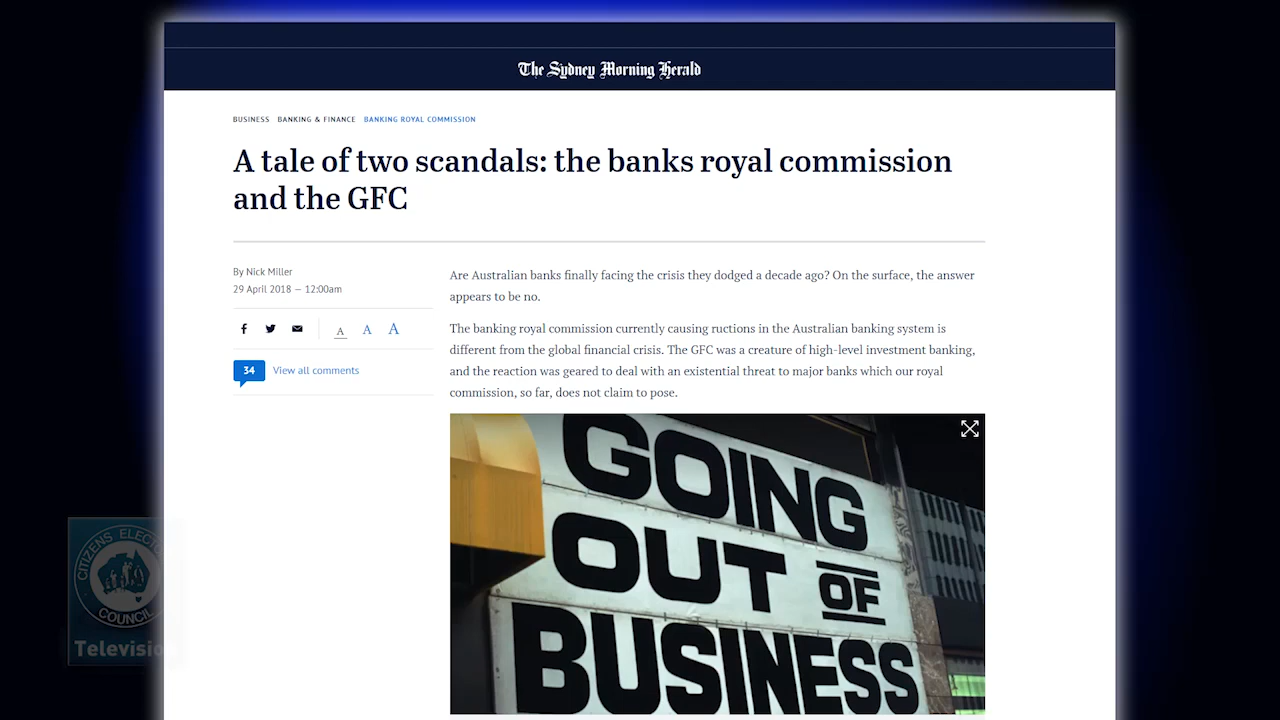 The Sydney Morning Herald
BUSINESS BANKING & FINANCE BANKING ROYAL COMMISSION
A tale of two scandals: the banks royal commission
and the GFC
By Nick Miller
29 April 2018 — 12:00am
A A A
34 View all comments
Are Australian banks finally facing the crisis they dodged a decade ago? On the surface, the answer
appears to be no.
The banking royal commission currently causing ructions in the Australian banking system is
different from the global financial crisis. The GFC was a creature of high-level investment banking,
and the reaction was geared to deal with an existential threat to major banks which our royal
commission, so far, does not claim to pose.
GOING
OUT OF
BUSINESS
CITIZENS
COUNCIL